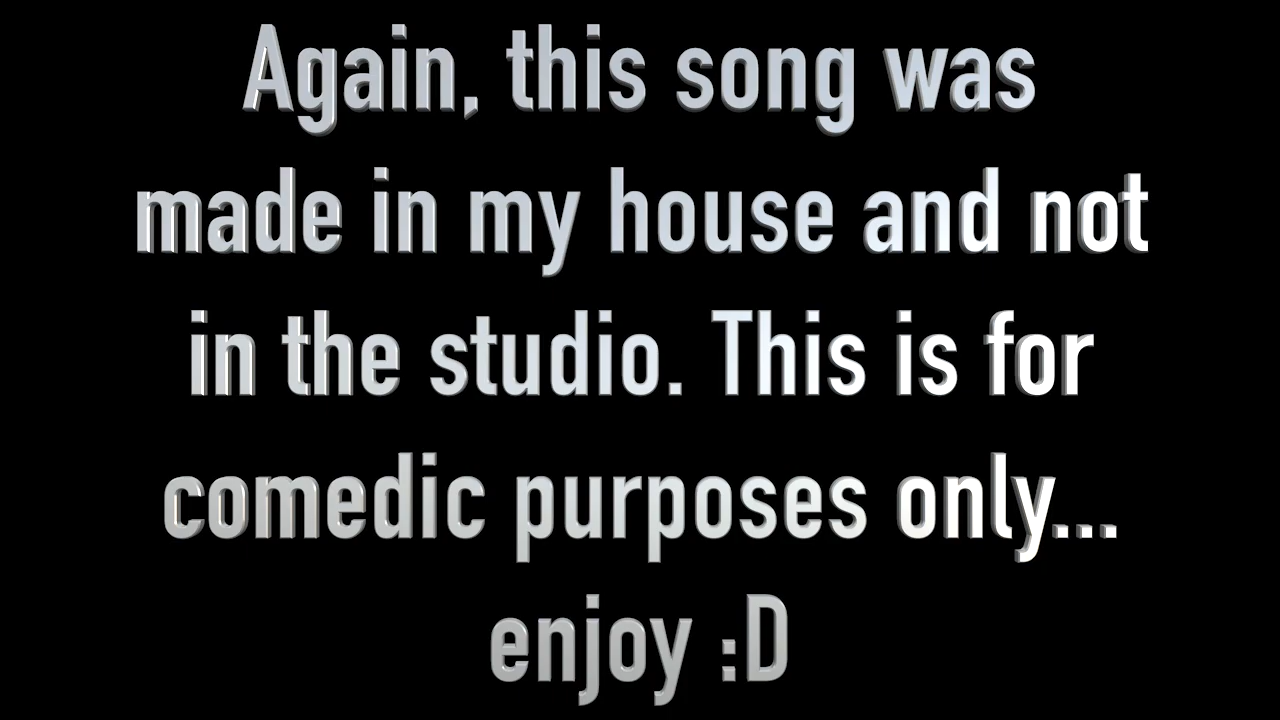 Again, this song was
made in my house and not
in the studio. This is for
comedic purposes only...
enjoy :D